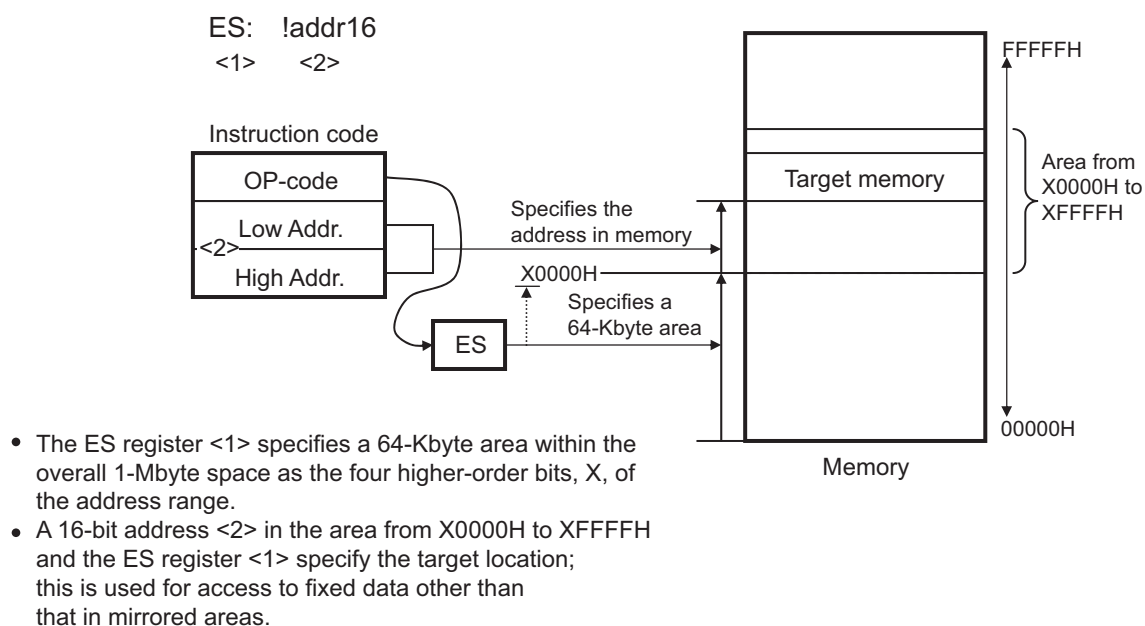 ES: !addr16
<1> <2>
Instruction code
OP-code
Low Addr.
<2>
High Addr.
ES
Specifies the
address in memory
X0000H
Specifies a
64-Kbyte area
Target memory
FFFFFH
Area from
X0000H to
XFFFFH
00000H
Memory
• The ES register <1> specifies a 64-Kbyte area within the
overall 1-Mbyte space as the four higher-order bits, X, of
the address range.
• A 16-bit address <2> in the area from X0000H to XFFFFH
and the ES register <1> specify the target location;
this is used for access to fixed data other than
that in mirrored areas.